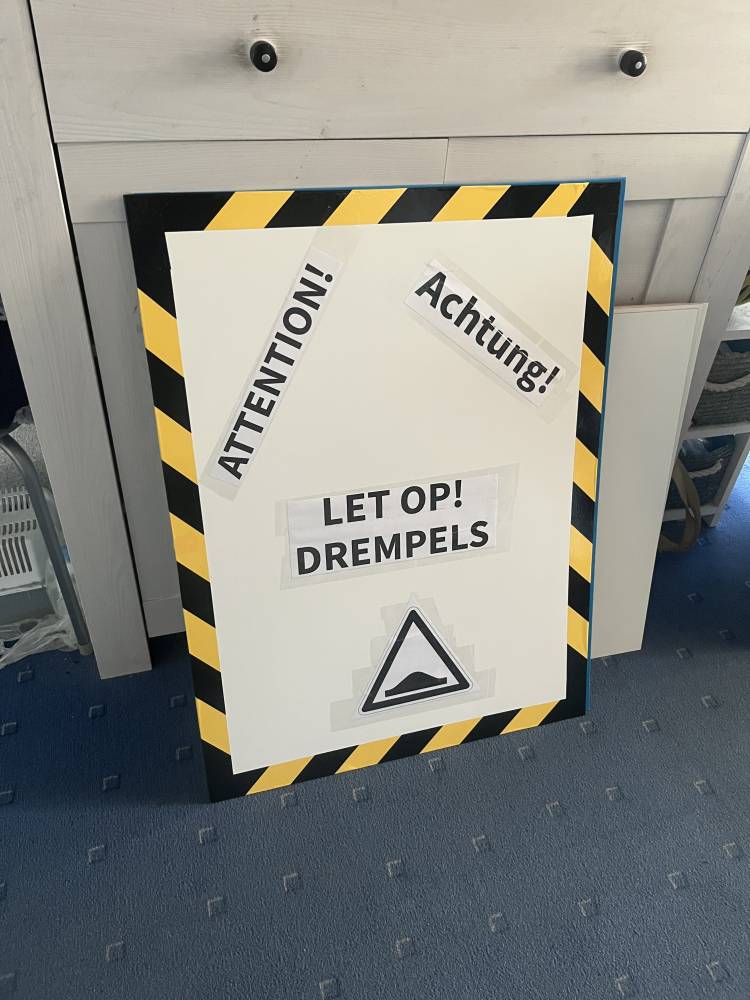 ATTENTION!
Achtung!
LET OP!
DREMPELS